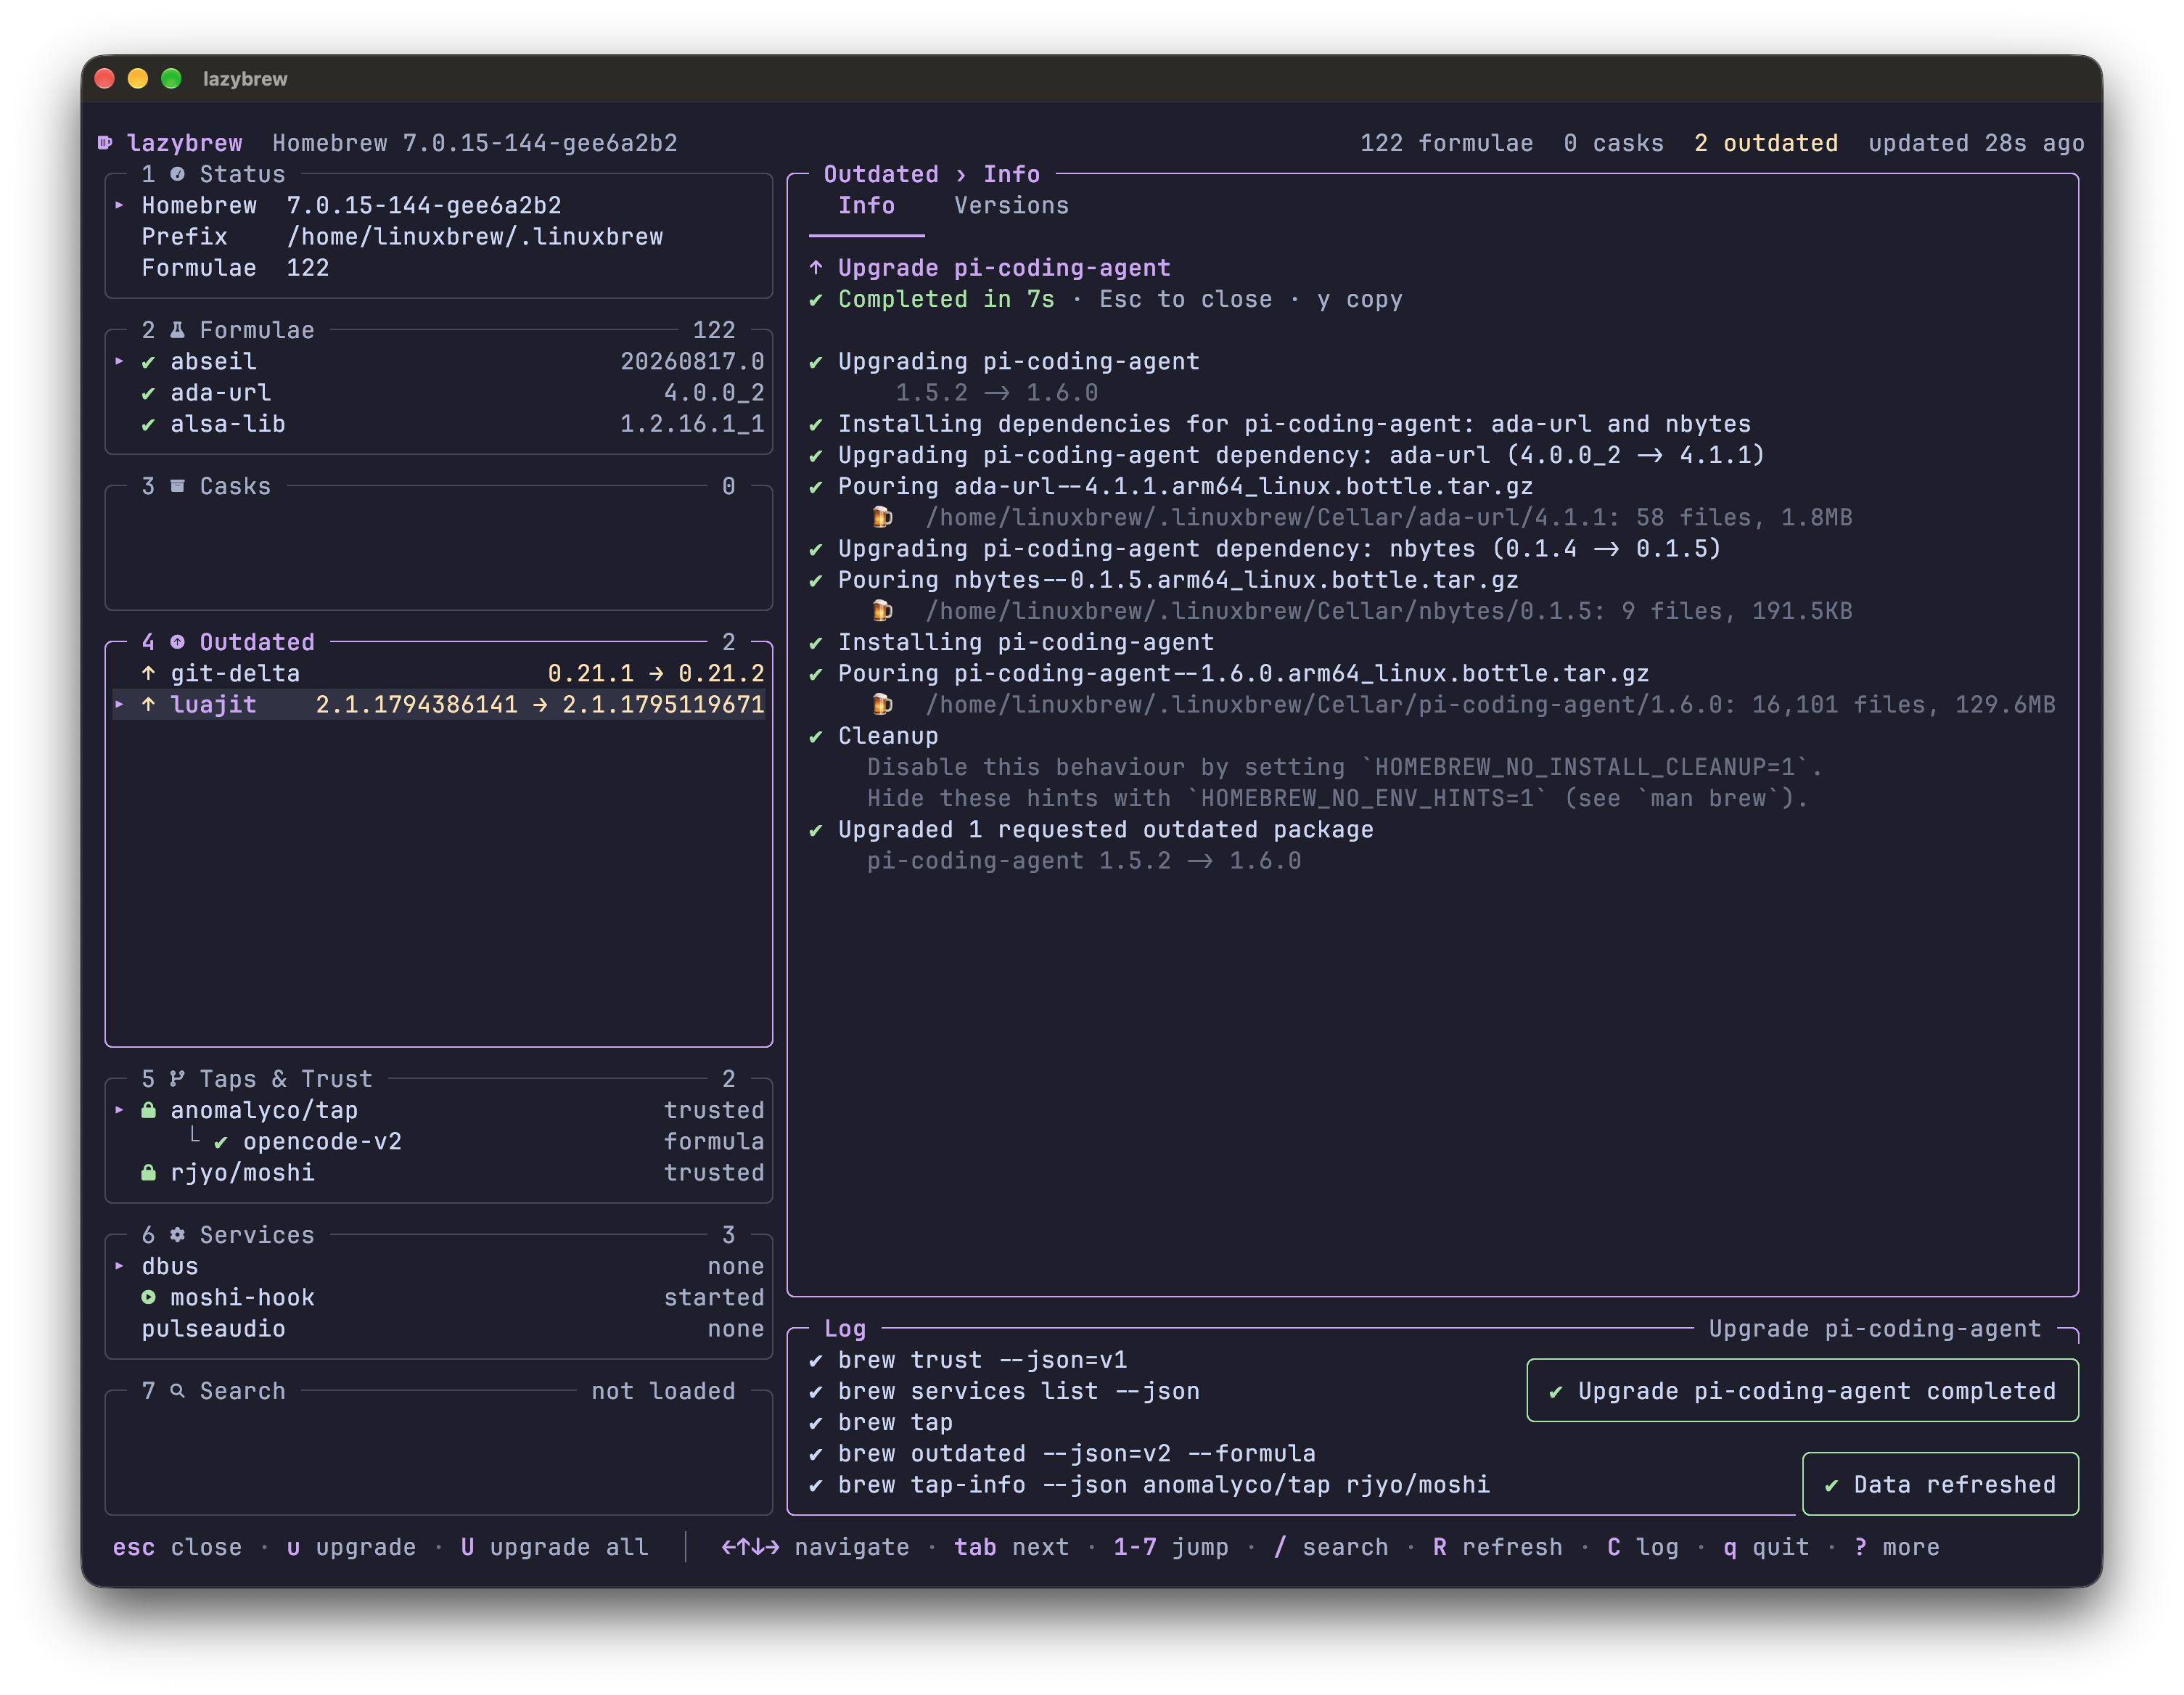 lazybrew
lazybrew Homebrew 7.0.15-144-gee6a2b2 122 formulae 0 casks 2 outdated updated 28s ago
1 Status
▸ Homebrew 7.0.15-144-gee6a2b2
Prefix /home/linuxbrew/.linuxbrew
Formulae 122
2 Formulae 122
▸ ✔ abseil 20260817.0
✔ ada-url 4.0.0_2
✔ alsa-lib 1.2.16.1_1
3 Casks 0
4 Outdated 2
↑ git-delta 0.21.1 → 0.21.2
▸ ↑ luajit 2.1.1794386141 → 2.1.1795119671
5 Taps & Trust 2
▸ anomalyco/tap trusted
└ ✔ opencode-v2 formula
rjyo/moshi trusted
6 Services 3
▸ dbus none
moshi-hook started
pulseaudio none
7 Search not loaded
Outdated › Info
Info Versions
↑ Upgrade pi-coding-agent
✔ Completed in 7s · Esc to close · y copy
✔ Upgrading pi-coding-agent
1.5.2 -> 1.6.0
✔ Installing dependencies for pi-coding-agent: ada-url and nbytes
✔ Upgrading pi-coding-agent dependency: ada-url (4.0.0_2 -> 4.1.1)
✔ Pouring ada-url--4.1.1.arm64_linux.bottle.tar.gz
🍺 /home/linuxbrew/.linuxbrew/Cellar/ada-url/4.1.1: 58 files, 1.8MB
✔ Upgrading pi-coding-agent dependency: nbytes (0.1.4 -> 0.1.5)
✔ Pouring nbytes--0.1.5.arm64_linux.bottle.tar.gz
🍺 /home/linuxbrew/.linuxbrew/Cellar/nbytes/0.1.5: 9 files, 191.5KB
✔ Installing pi-coding-agent
✔ Pouring pi-coding-agent--1.6.0.arm64_linux.bottle.tar.gz
🍺 /home/linuxbrew/.linuxbrew/Cellar/pi-coding-agent/1.6.0: 16,101 files, 129.6MB
✔ Cleanup
Disable this behaviour by setting `HOMEBREW_NO_INSTALL_CLEANUP=1`.
Hide these hints with `HOMEBREW_NO_ENV_HINTS=1` (see `man brew`).
✔ Upgraded 1 requested outdated package
pi-coding-agent 1.5.2 -> 1.6.0
Log Upgrade pi-coding-agent
✔ brew trust --json=v1
✔ brew services list --json
✔ brew tap
✔ brew outdated --json=v2 --formula
✔ brew tap-info --json anomalyco/tap rjyo/moshi
✔ Upgrade pi-coding-agent completed
✔ Data refreshed
esc close · u upgrade · U upgrade all │ ←↑↓→ navigate · tab next · 1-7 jump · / search · R refresh · C log · q quit · ? more